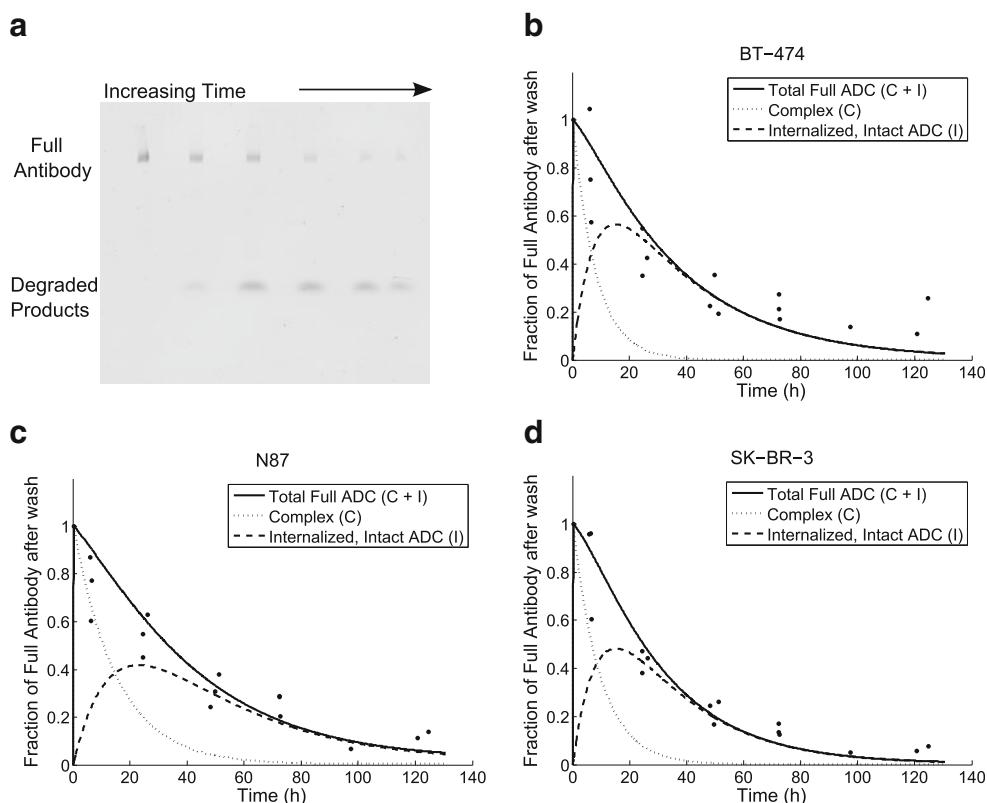 a
Increasing Time
Full
Antibody
Degraded
Products
b
BT−474
Total Full ADC (C + I)
Complex (C)
Internalized, Intact ADC (I)
Fraction of Full Antibody after wash
1
0.8
0.6
0.4
0.2
0
0 20 40 60 80 100 120 140
Time (h)
c
N87
Total Full ADC (C + I)
Complex (C)
Internalized, Intact ADC (I)
Fraction of Full Antibody after wash
1
0.8
0.6
0.4
0.2
0
0 20 40 60 80 100 120 140
Time (h)
d
SK−BR−3
Total Full ADC (C + I)
Complex (C)
Internalized, Intact ADC (I)
Fraction of Full Antibody after wash
1
0.8
0.6
0.4
0.2
0
0 20 40 60 80 100 120 140
Time (h)